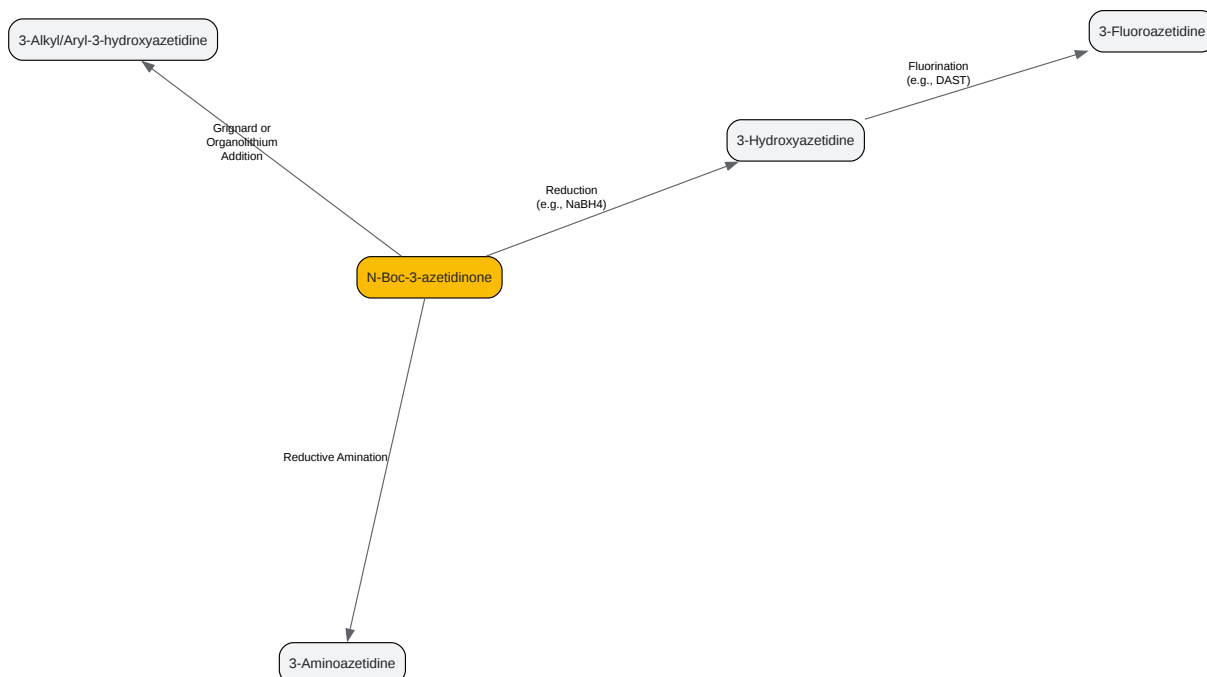 3-Alkyl/Aryl-3-hydroxyazetidine
3-Fluoroazetidine
Fluorination
(e.g., DAST)
Grignard or
Organolithium
Addition
3-Hydroxyazetidine
Reduction
(e.g., NaBH4)
N-Boc-3-azetidinone
Reductive Amination
3-Aminoazetidine